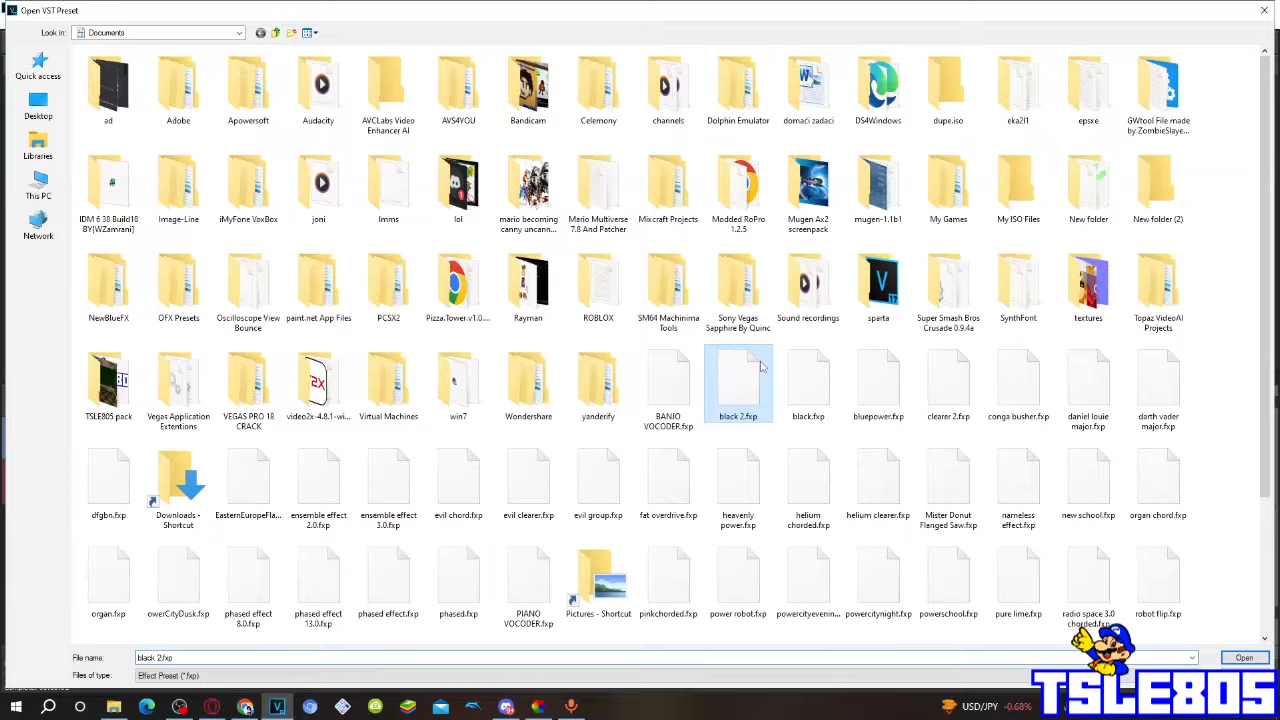 Open VST Preset
Look in: Documents
Quick access
Desktop
Libraries
This PC
Network
ad Adobe Apowersoft Audacity AVCLabs Video Enhancer AI AVS4YOU Bandicam Celemony channels Dolphin Emulator domaći zadaci DS4Windows dupe.iso eka2l1 epsxe GWtool File made by ZombieSlaye...
IDM 6 38 Build18 BY[WZamrani] Image-Line iMyFone VoxBox joni lmms lol mario becoming canny uncann... Mario Multiverse 7.8 And Patcher Mixcraft Projects Modded RoPro 1.2.5 Mugen Ax2 screenpack mugen-1.1b1 My Games My ISO Files New folder New folder (2)
NewBlueFX OFX Presets Oscilloscope View Bounce paint.net App Files PCSX2 Pizza.Tower.v1.0.... Rayman ROBLOX SM64 Machinima Tools Sony Vegas Sapphire By Quinc Sound recordings sparta Super Smash Bros Crusade 0.9.4a SynthFont textures Topaz VideoAI Projects
TSLE805 pack Vegas Application Extentions VEGAS PRO 18 CRACK video2x-4.8.1-wi... Virtual Machines win7 Wondershare yanderify BANJO VOCODER.fxp black 2.fxp black.fxp bluepower.fxp clearer 2.fxp conga busher.fxp daniel louie major.fxp darth vader major.fxp
dfgbn.fxp Downloads - Shortcut EasternEuropeFla... ensemble effect 2.0.fxp ensemble effect 3.0.fxp evil chord.fxp evil clearer.fxp evil group.fxp fat overdrive.fxp heavenly power.fxp helium chorded.fxp helium clearer.fxp Mister Donut Flanged Saw.fxp nameless effect.fxp new school.fxp organ chord.fxp
organ.fxp owerCityDusk.fxp phased effect 8.0.fxp phased effect 13.0.fxp phased effect.fxp phased.fxp PIANO VOCODER.fxp Pictures - Shortcut pinkchorded.fxp power robot.fxp powercityevenin... powercitynight.fxp powerschool.fxp pure lime.fxp radio space 3.0 chorded.fxp robot flip.fxp
File name: black 2.fxp Open
Files of type: Effect Preset (*.fxp)
TSLE805
USD/JPY -0.68%